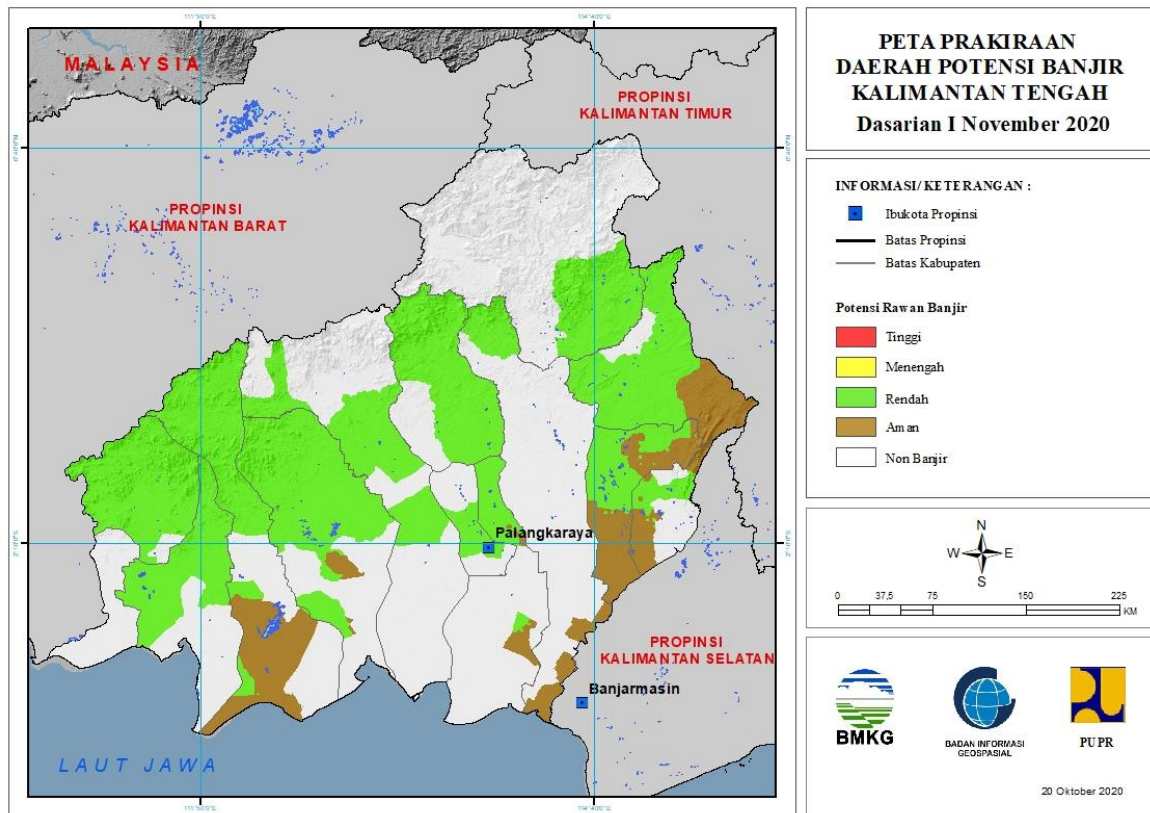 MALAYSIA
PROPINSI
KALIMANTAN TIMUR
PROPINSI
KALIMANTAN BARAT
Palangkaraya
PROPINSI
KALIMANTAN SELATAN
Banjarmasin
LAUT JAWA
PETA PRAKIRAAN
DAERAH POTENSI BANJIR
KALIMANTAN TENGAH
Dasarian I November 2020
INFORMASI/ KETERANGAN :
Ibukota Propinsi
Batas Propinsi
Batas Kabupaten
Potensi Rawan Banjir
Tinggi
Menengah
Rendah
Aman
Non Banjir
N
W E
S
0 37,5 75 150 225
KM
BMKG
BADAN INFORMASI
GEOSPASIAL
PUPR
20 Oktober 2020